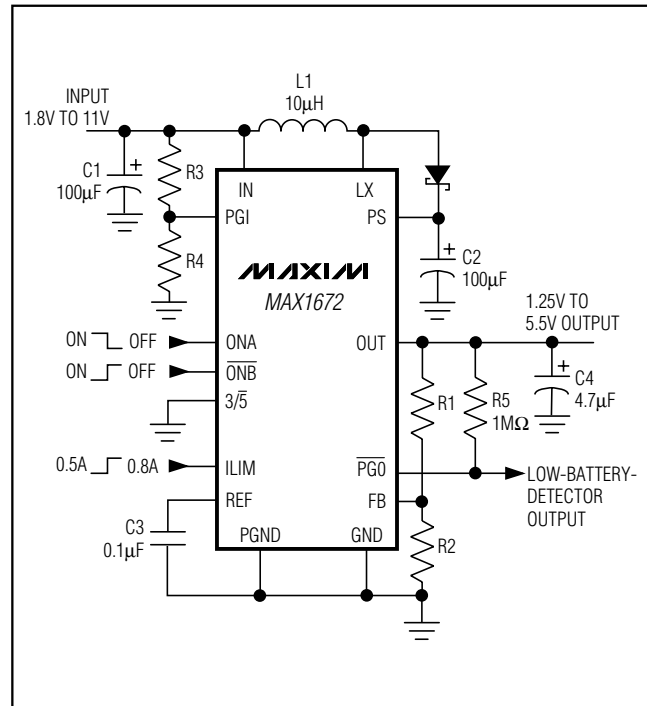 L1
10µH
INPUT
1.8V TO 11V
C1
100µF
+
R3
R4
IN
LX
PGI
PS
+
C2
100µF
MAXIM
MAX1672
1.25V TO
5.5V OUTPUT
ON OFF
ONA
OUT
ON OFF
O̅N̅B̅
3/5̅
R1
R5
1MΩ
+
C4
4.7µF
0.5A 0.8A
ILIM
P̅G̅0̅
LOW-BATTERY-
DETECTOR
OUTPUT
REF
FB
C3
0.1µF
PGND
GND
R2